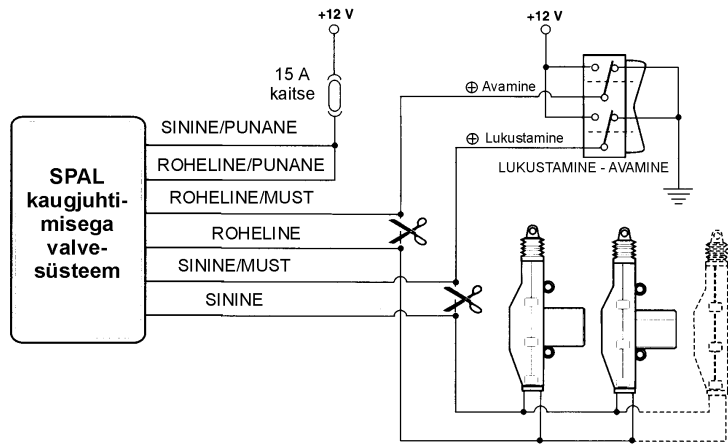 +12 V
+12 V
15 A
kaitse
⊕ Avamine
⊕ Lukustamine
LUKUSTAMINE - AVAMINE
SPAL
kaugjuhti-
misega
valve-
süsteem
SININE/PUNANE
ROHELINE/PUNANE
ROHELINE/MUST
ROHELINE
SININE/MUST
SININE